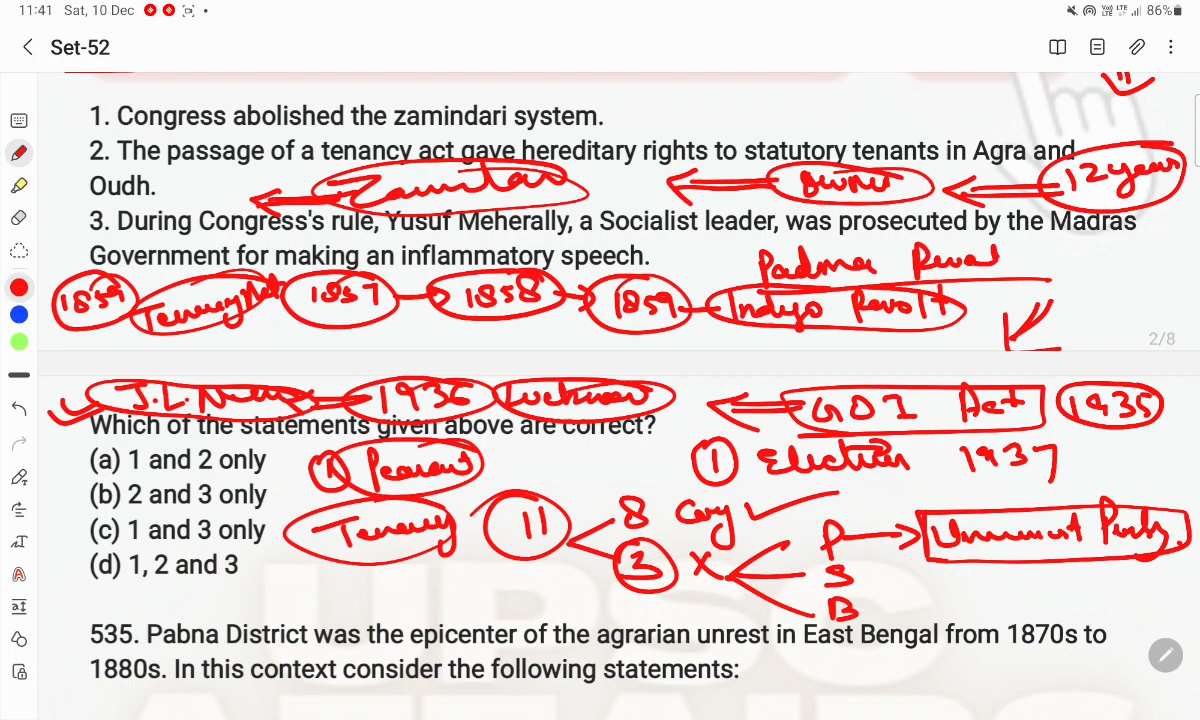 11:41 Sat, 10 Dec
86%
Set-52
1. Congress abolished the zamindari system.
2. The passage of a tenancy act gave hereditary rights to statutory tenants in Agra and
Oudh.
12 years
owner
3. During Congress's rule, Yusuf Meherally, a Socialist leader, was prosecuted by the Madras
Government for making an inflammatory speech.
1859 Tenancy Act 1857 1858 1859 Indigo Revolt
2/8
J.L. 1936 Lucknow GOI Act 1935
Which of the statements given above are correct?
(a) 1 and 2 only
(b) 2 and 3 only
(c) 1 and 3 only
(d) 1, 2 and 3
1 Election 1937
Tenancy 11
8 Cong
3 X
P
S
B
UPSC
535. Pabna District was the epicenter of the agrarian unrest in East Bengal from 1870s to
1880s. In this context consider the following statements: